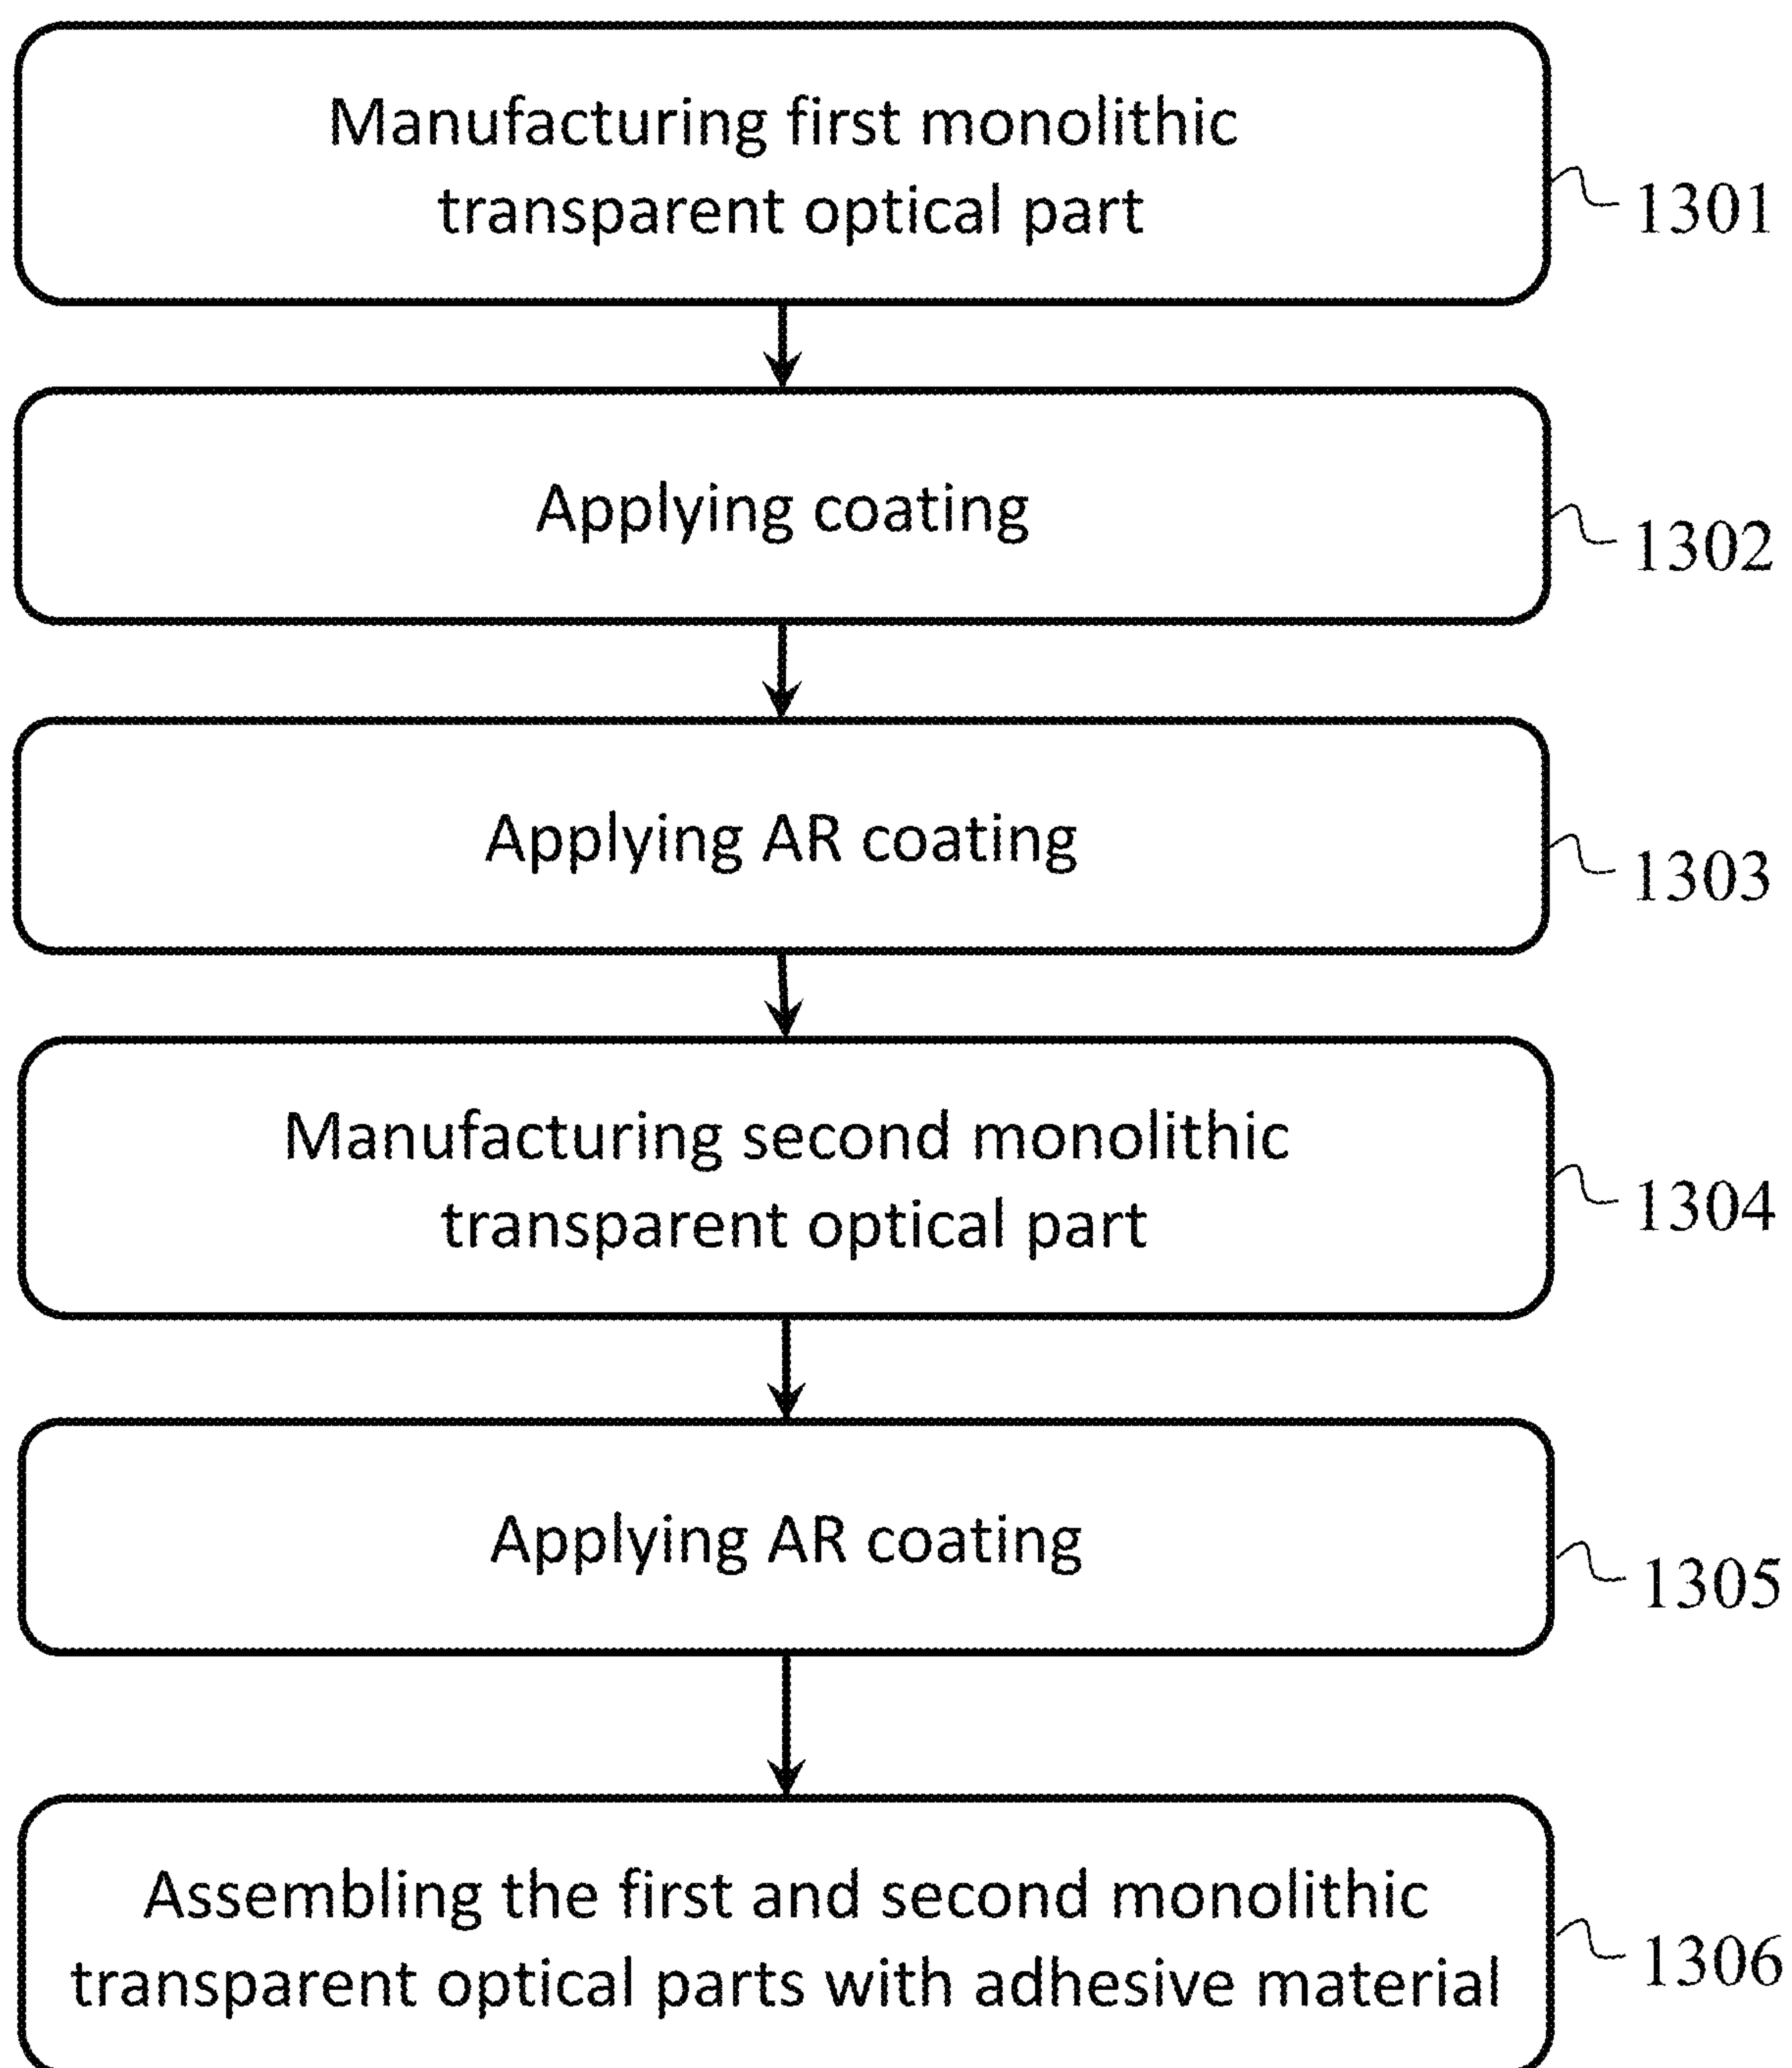 Manufacturing first monolithic
transparent optical part
1301
Applying coating
1302
Applying AR coating
1303
Manufacturing second monolithic
transparent optical part
1304
Applying AR coating
1305
Assembling the first and second monolithic
transparent optical parts with adhesive material
1306